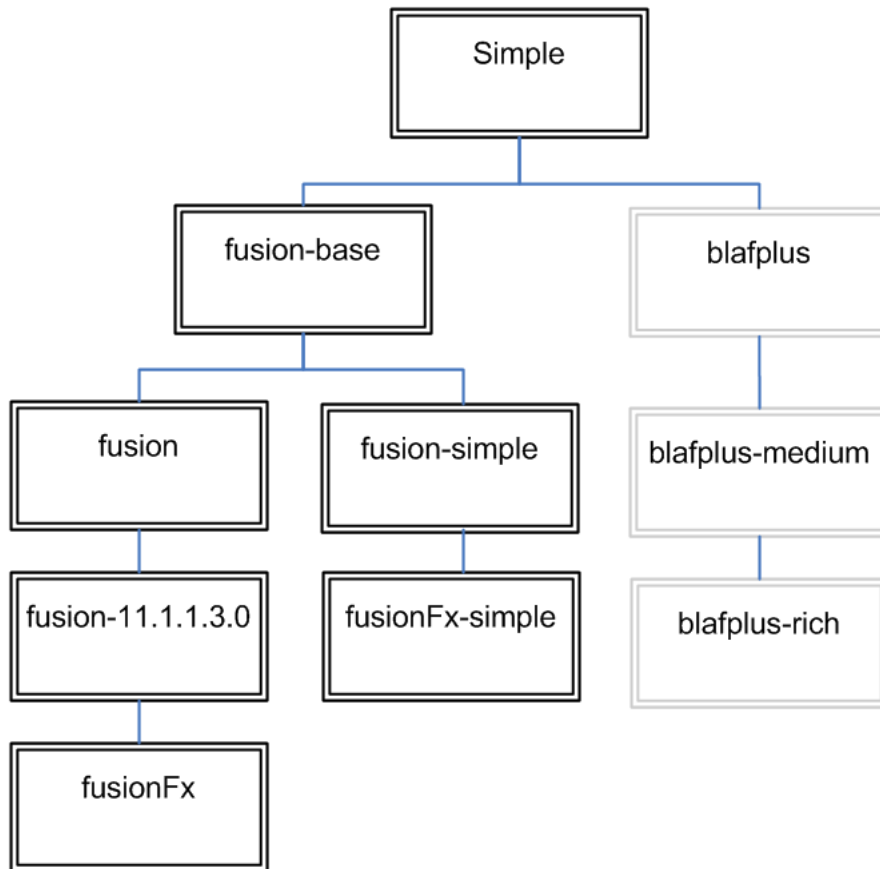 Simple
fusion-base
blafplus
fusion
fusion-simple
blafplus-medium
fusion-11.1.1.3.0
fusionFx-simple
blafplus-rich
fusionFx